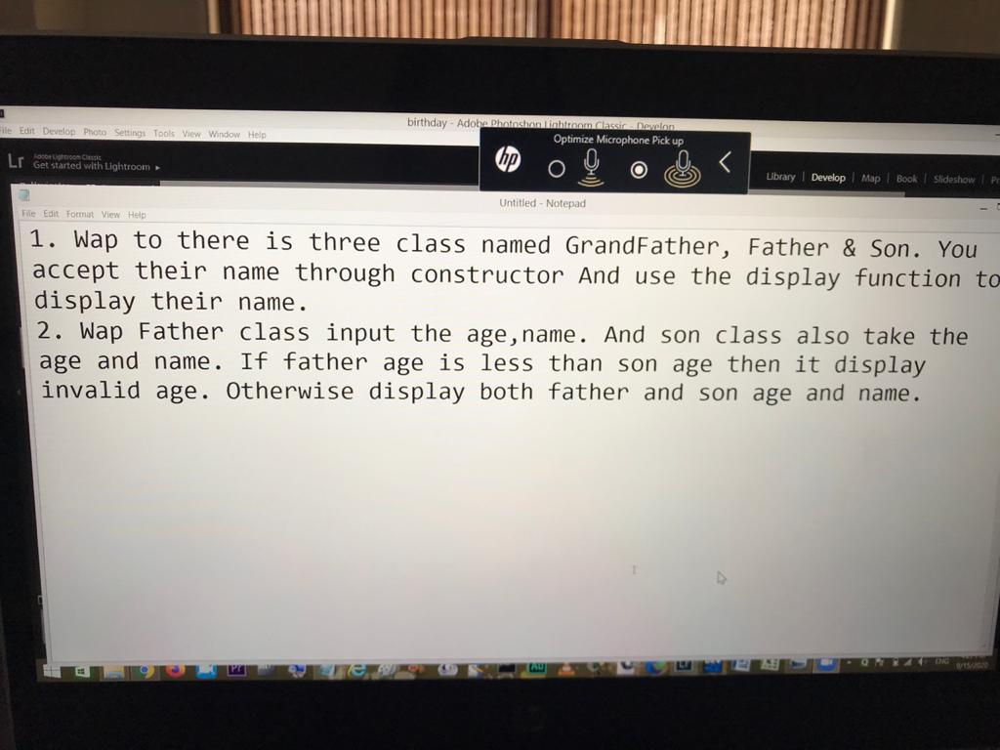 birthday - Adobe Photoshop Lightroom Classic - Develop
File Edit Develop Photo Settings Tools View Window Help
Optimize Microphone Pick up
hp
Lr Adobe Lightroom Classic
Get started with Lightroom
Library | Develop | Map | Book | Slideshow
Untitled - Notepad
File Edit Format View Help
1. Wap to there is three class named GrandFather, Father & Son. You
accept their name through constructor And use the display function to
display their name.
2. Wap Father class input the age,name. And son class also take the
age and name. If father age is less than son age then it display
invalid age. Otherwise display both father and son age and name.
Pr
Au
Lr
ENG
9/15/2020